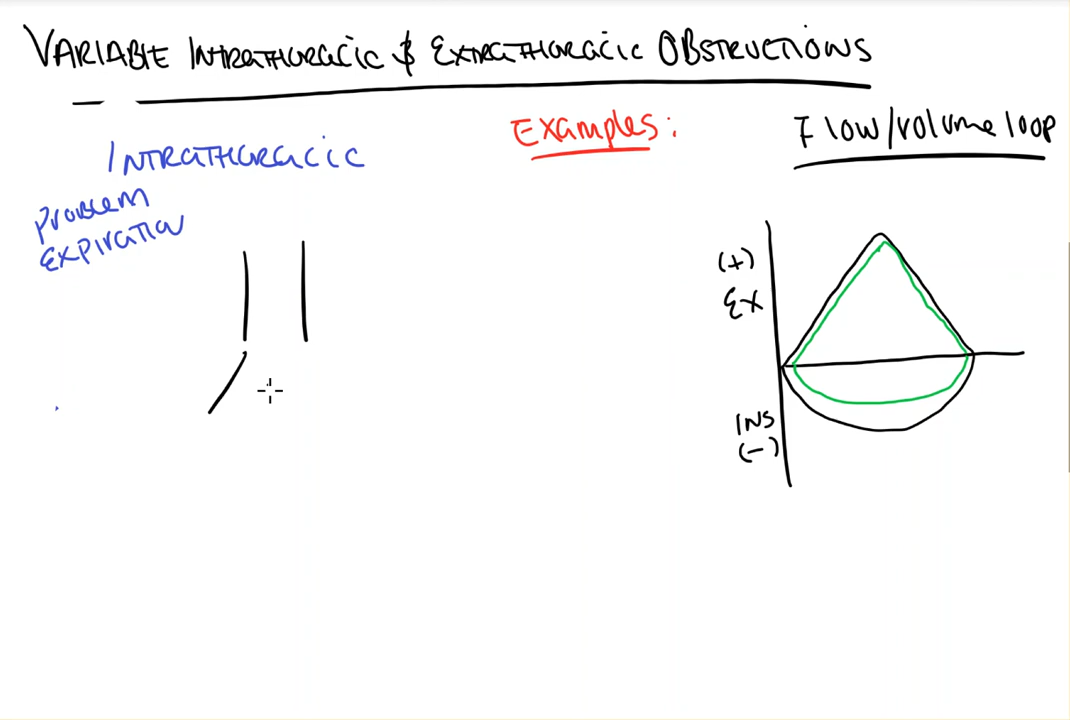 VARIABLE INTRATHORACIC & EXTRATHORACIC OBSTRUCTIONS
Examples:
Flow/volume loop
INTRATHORACIC
Problem
Expiration
(+)
EX
INS
(-)